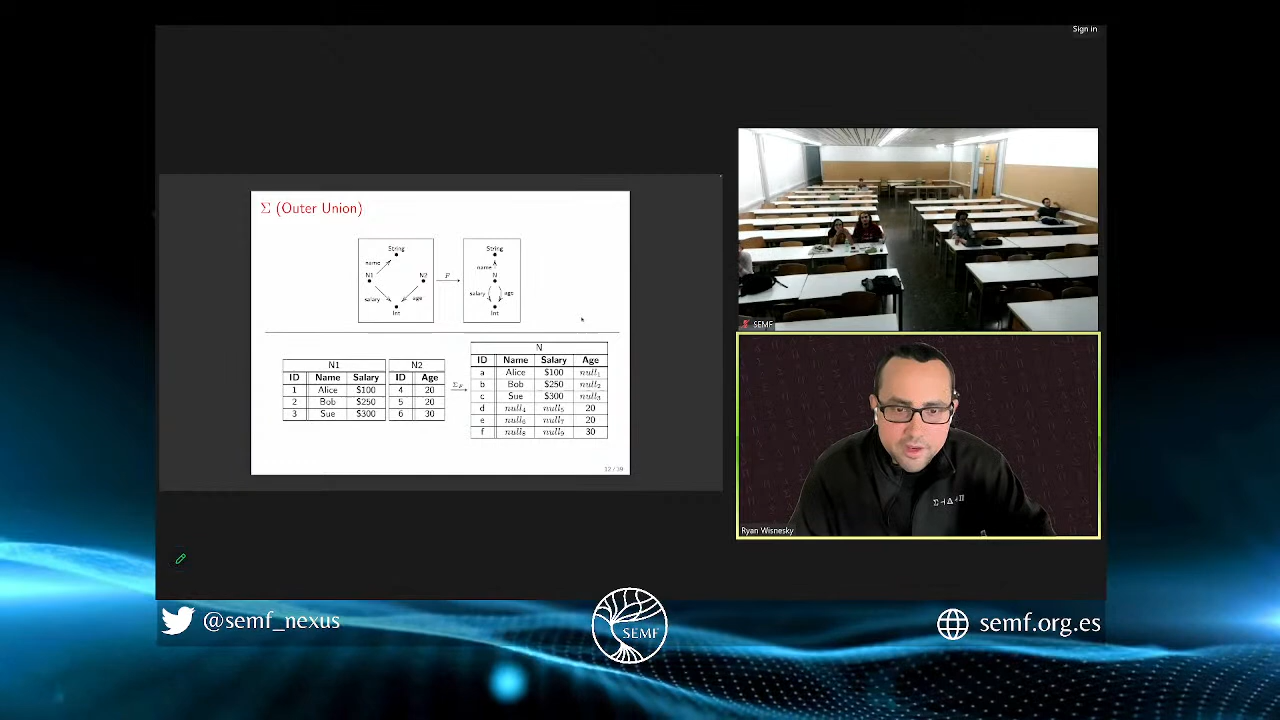 Sign in
Σ (Outer Union)
String
name
N1
N2
salary
age
Int
F
String
name
N
salary
age
Int
N1
ID Name Salary
1 Alice $100
2 Bob $250
3 Sue $300
N2
ID Age
4 20
5 20
6 30
Σ_F
N
ID Name Salary Age
a Alice $100 null₁
b Bob $250 null₂
c Sue $300 null₃
d null₄ null₅ 20
e null₆ null₇ 20
f null₈ null₉ 30
12 / 39
SEMF
Σ ⊣ Δ ⊣ Π
Ryan Wisnesky
@semf_nexus
SEMF
semf.org.es